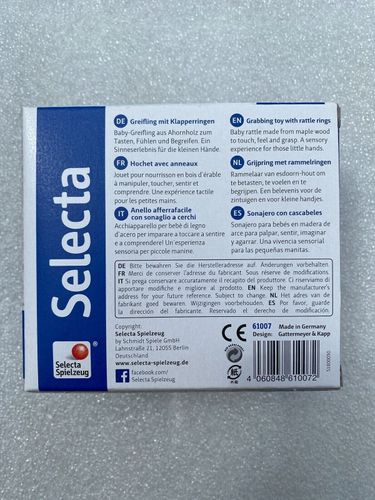 Selecta
Selecta
Spielzeug
DE Greifling mit Klapperringen
Baby-Greifling aus Ahornholz zum
Tasten, Fühlen und Begreifen. Ein
Sinneserlebnis für die kleinen Hände.
FR Hochet avec anneaux
Jouet pour nourrisson en bois d'érable
à manipuler, toucher, sentir et
comprendre. Une expérience tactile
pour les petites mains.
IT Anello afferrafacile
con sonaglio a cerchi
Acchiapparello per bebè di legno
d'acero per imparare a toccare a sentire
e a comprendere! Un esperienza
sensoria per piccole manine.
EN Grabbing toy with rattle rings
Baby rattle made from maple wood
to touch, feel and grasp. A sensory
experience for those little hands.
NL Grijpring met rammelringen
Rammelaar van esdoorn-hout om
te betasten, te voelen en te
begrijpen. Een belevenis voor de
zintuigen en voor kleine handjes.
ES Sonajero con cascabeles
Sonajero para bebés en madera de
arce para palpar, sentir, imaginar
y agarrar. Una vivencia sensorial
para las pequeñas manitas.
DE Bitte bewahren Sie die Herstelleradresse auf. Änderungen vorbehalten.
FR Merci de conserver l'adresse du fabricant. Sous réserve de modifications.
IT Si prega conservare accuratamente il recapito del produttore. Ci riserviamo di
apportare modifiche e migliorie al prodotto. EN Keep the manufacturer's
address for your future reference. Subject to change. NL Het adres van de
fabrikant goed bewaren. Wijzigingen voorbehouden. ES Por favor, guarde
la dirección del fabricante. Reservado el derecho a modificaciones.
Copyright:
Selecta Spielzeug
by Schmidt Spiele GmbH
Lahnstraße 21, 12055 Berlin
Deutschland
www.selecta-spielzeug.de
facebook.com/
Selecta.Spielzeug
CE
61007 Made in Germany
Design: Gattermeyer & Kapp
4 060848 610072